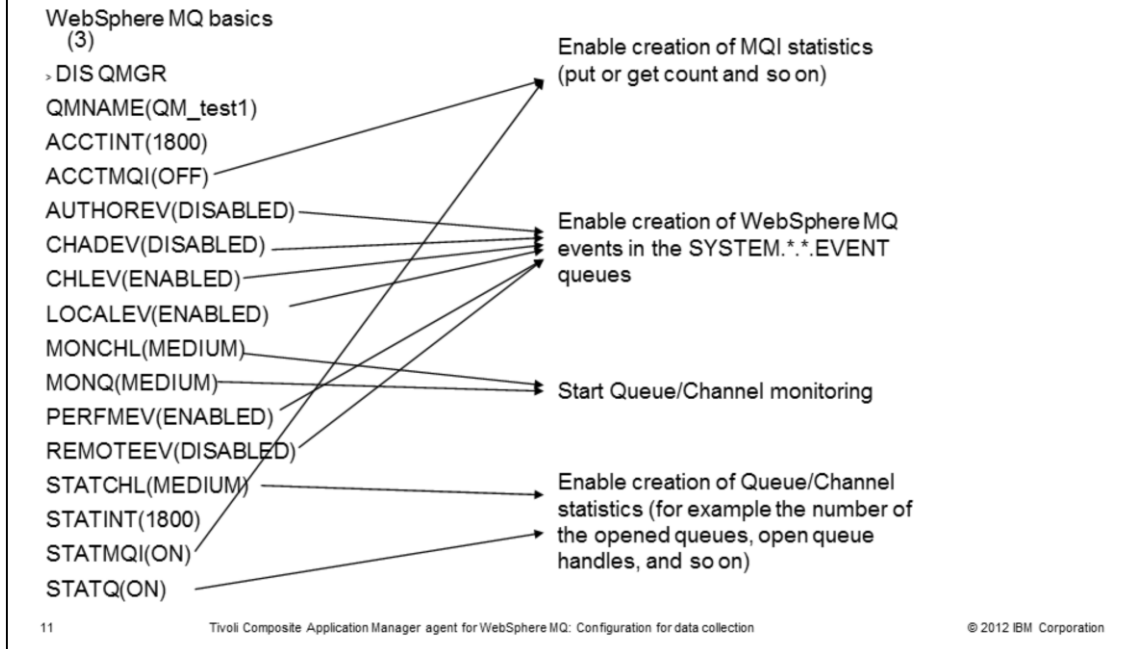 WebSphere MQ basics
(3)
> DIS QMGR
QMNAME(QM_test1)
ACCTINT(1800)
ACCTMQI(OFF)
AUTHOREV(DISABLED)
CHADEV(DISABLED)
CHLEV(ENABLED)
LOCALEV(ENABLED)
MONCHL(MEDIUM)
MONQ(MEDIUM)
PERFMEV(ENABLED)
REMOTEEV(DISABLED)
STATCHL(MEDIUM)
STATINT(1800)
STATMQI(ON)
STATQ(ON)
Enable creation of MQI statistics
(put or get count and so on)
Enable creation of WebSphere MQ
events in the SYSTEM.*.*.EVENT
queues
Start Queue/Channel monitoring
Enable creation of Queue/Channel
statistics (for example the number of
the opened queues, open queue
handles, and so on)
11
Tivoli Composite Application Manager agent for WebSphere MQ: Configuration for data collection
© 2012 IBM Corporation